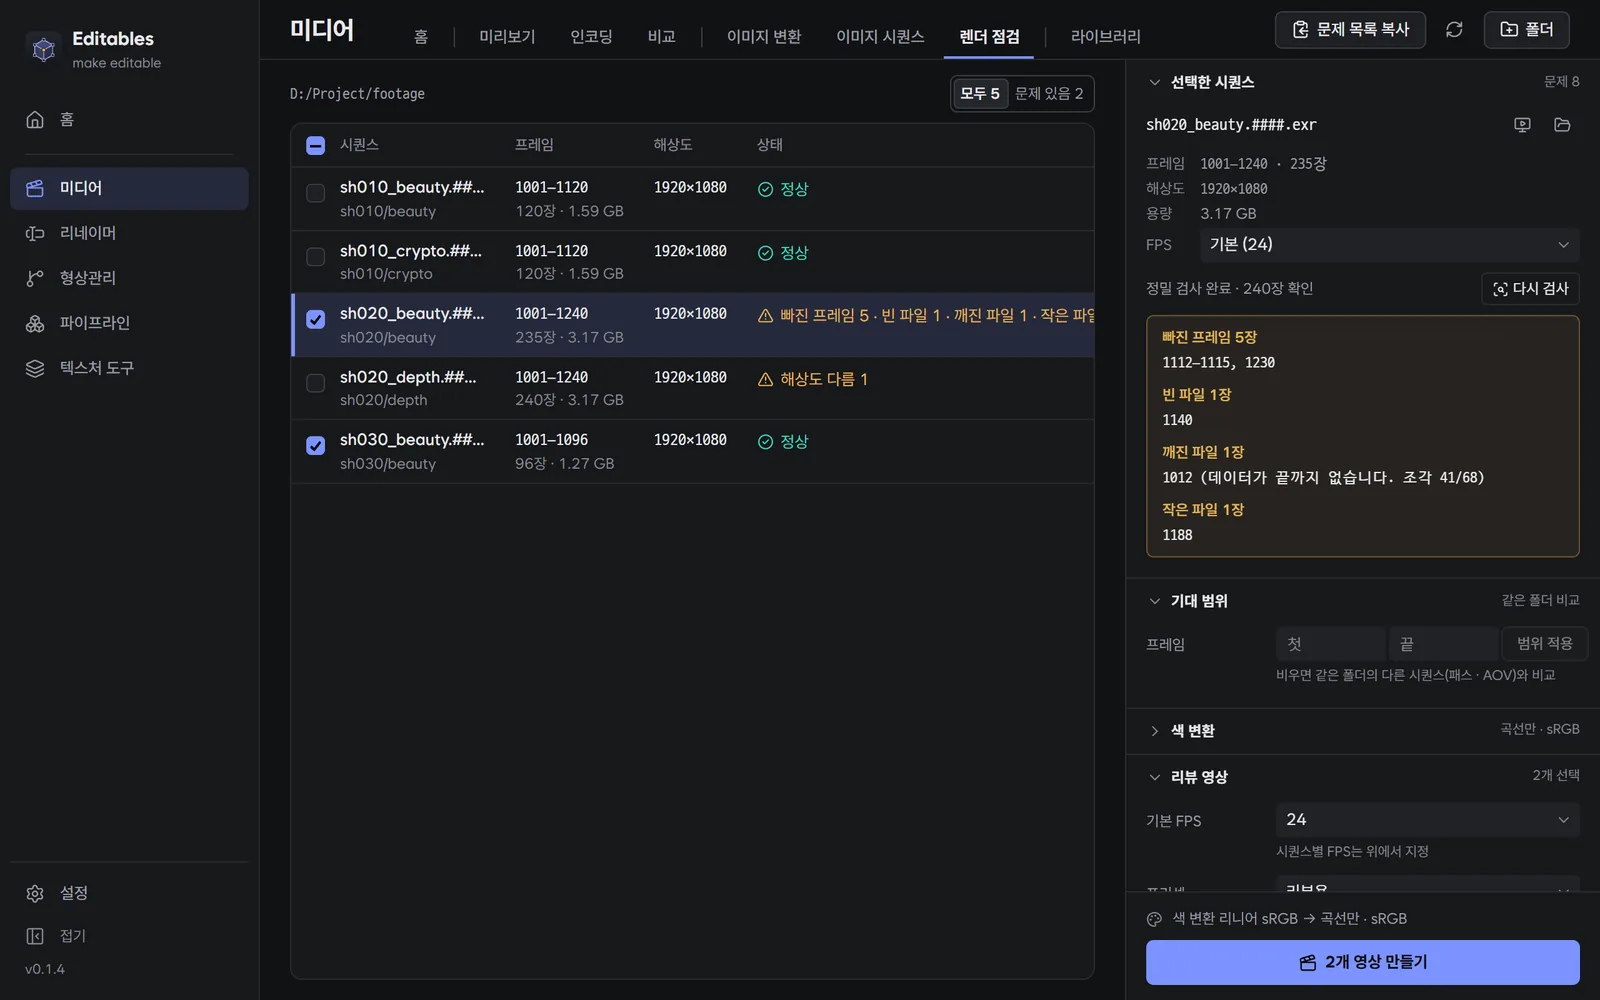 Editables
make editable
홈
미디어
리네이머
형상관리
파이프라인
텍스처 도구
설정
접기
v0.1.4
미디어
홈
미리보기
인코딩
비교
이미지 변환
이미지 시퀀스
렌더 점검
라이브러리
문제 목록 복사
폴더
D:/Project/footage
모두 5
문제 있음 2
시퀀스 프레임 해상도 상태
sh010_beauty.##... 1001–1120 1920×1080 정상
sh010/beauty 120장 · 1.59 GB
sh010_crypto.##... 1001–1120 1920×1080 정상
sh010/crypto 120장 · 1.59 GB
sh020_beauty.##... 1001–1240 1920×1080 빠진 프레임 5 · 빈 파일 1 · 깨진 파일 1 · 작은 파일
sh020/beauty 235장 · 3.17 GB
sh020_depth.##... 1001–1240 1920×1080 해상도 다름 1
sh020/depth 240장 · 3.17 GB
sh030_beauty.##... 1001–1096 1920×1080 정상
sh030/beauty 96장 · 1.27 GB
선택한 시퀀스 문제 8
sh020_beauty.####.exr
프레임 1001–1240 · 235장
해상도 1920×1080
용량 3.17 GB
FPS 기본 (24)
정밀 검사 완료 · 240장 확인 다시 검사
빠진 프레임 5장
1112–1115, 1230
빈 파일 1장
1140
깨진 파일 1장
1012 (데이터가 끝까지 없습니다. 조각 41/68)
작은 파일 1장
1188
기대 범위 같은 폴더 비교
프레임 첫 끝 범위 적용
비우면 같은 폴더의 다른 시퀀스(패스 · AOV)와 비교
색 변환 곡선만 · sRGB
리뷰 영상 2개 선택
기본 FPS 24
시퀀스별 FPS는 위에서 지정
프리셋 리뷰용
색 변환 리니어 sRGB → 곡선만 · sRGB
2개 영상 만들기